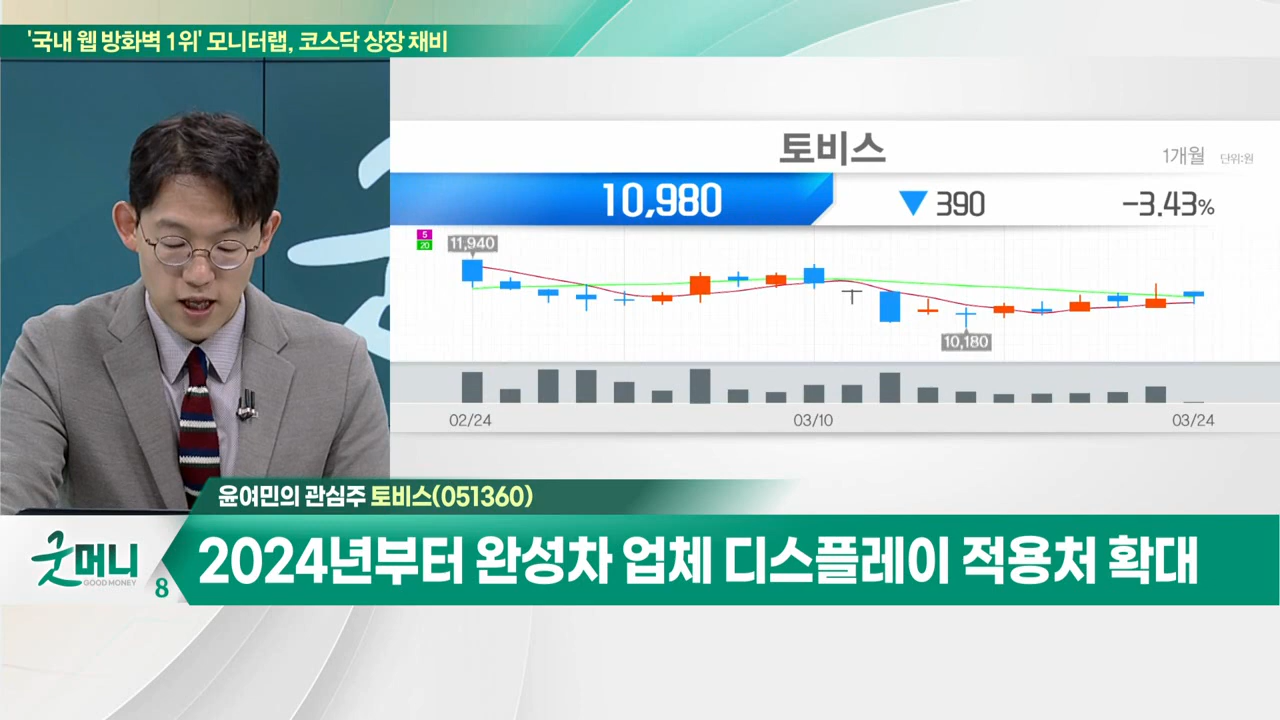 '국내 웹 방화벽 1위' 모니터랩, 코스닥 상장 채비
토비스
1개월 단위:원
10,980 ▼ 390 -3.43%
5
20
11,940
10,180
02/24 03/10 03/24
윤여민의 관심주 토비스(051360)
2024년부터 완성차 업체 디스플레이 적용처 확대
굿머니
GOOD MONEY
8